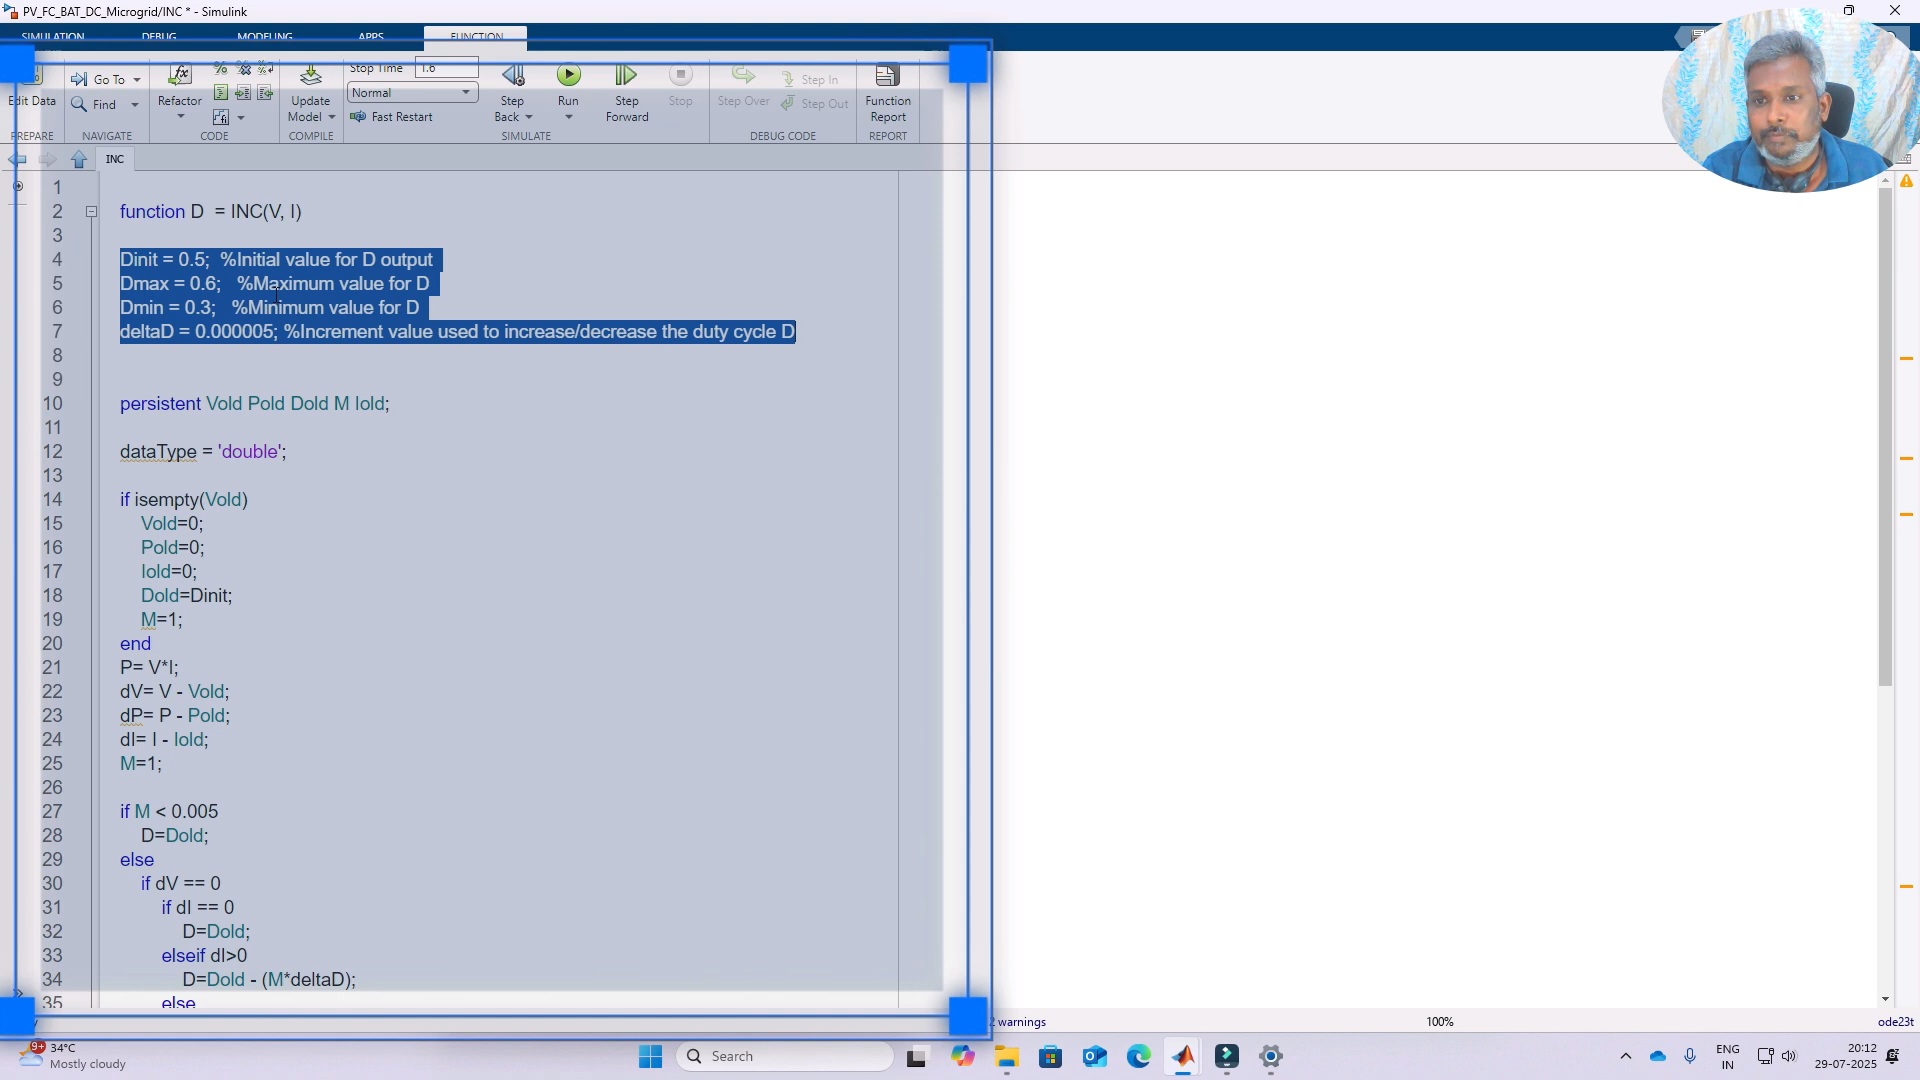 PV_FC_BAT_DC_Microgrid/INC * - Simulink
SIMULATION DEBUG MODELING APPS FUNCTION
Edit Data
Go To
Find
Refactor
Update Model
Stop Time 1.6
Normal
Fast Restart
Step Back
Run
Step Forward
Stop
Step Over
Step In
Step Out
Function Report
PREPARE NAVIGATE CODE COMPILE SIMULATE DEBUG CODE REPORT
INC
1
2 function D = INC(V, I)
3
4 Dinit = 0.5; %Initial value for D output
5 Dmax = 0.6; %Maximum value for D
6 Dmin = 0.3; %Minimum value for D
7 deltaD = 0.000005; %Increment value used to increase/decrease the duty cycle D
8
9
10 persistent Vold Pold Dold M Iold;
11
12 dataType = 'double';
13
14 if isempty(Vold)
15 Vold=0;
16 Pold=0;
17 Iold=0;
18 Dold=Dinit;
19 M=1;
20 end
21 P= V*I;
22 dV= V - Vold;
23 dP= P - Pold;
24 dI= I - Iold;
25 M=1;
26
27 if M < 0.005
28 D=Dold;
29 else
30 if dV == 0
31 if dI == 0
32 D=Dold;
33 elseif dI>0
34 D=Dold - (M*deltaD);
35 else
warnings 100% ode23t
9+ 34°C
Mostly cloudy
Search
ENG
IN
20:12
29-07-2025